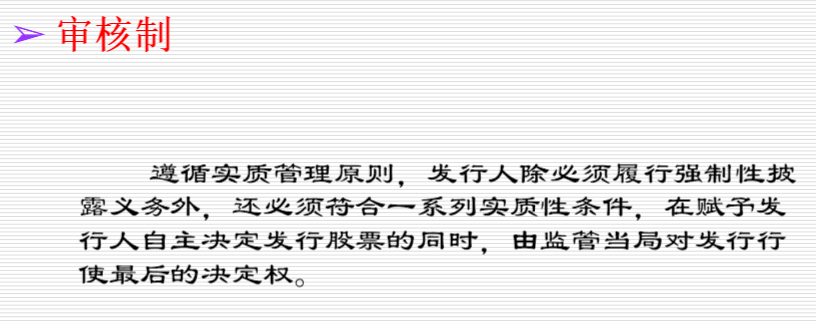 审核制
遵循实质管理原则，发行人除必须履行强制性披
露义务外，还必须符合一系列实质性条件，在赋予发
行人自主决定发行股票的同时，由监管当局对发行行
使最后的决定权。